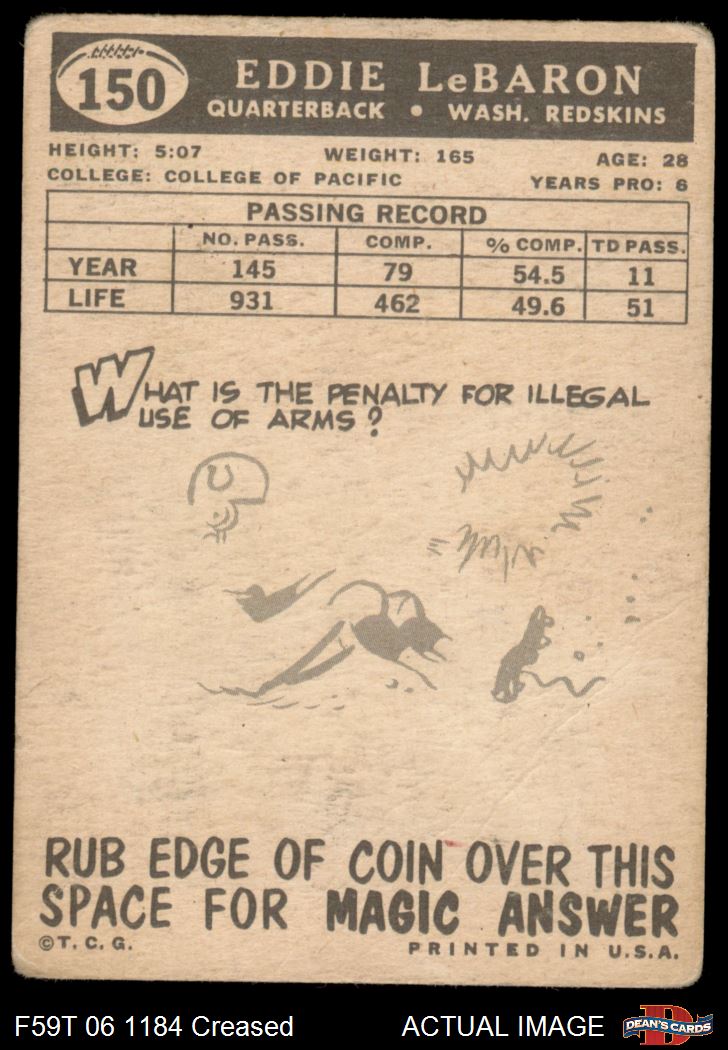 150
EDDIE LeBARON
QUARTERBACK • WASH. REDSKINS
HEIGHT: 5:07 WEIGHT: 165 AGE: 28
COLLEGE: COLLEGE OF PACIFIC YEARS PRO: 6
PASSING RECORD
NO. PASS. COMP. % COMP. TD PASS.
YEAR 145 79 54.5 11
LIFE 931 462 49.6 51
WHAT IS THE PENALTY FOR ILLEGAL
USE OF ARMS?
RUB EDGE OF COIN OVER THIS
SPACE FOR MAGIC ANSWER
©T. C. G. PRINTED IN U.S.A.
F59T 06 1184 Creased ACTUAL IMAGE
D
DEAN'S CARDS